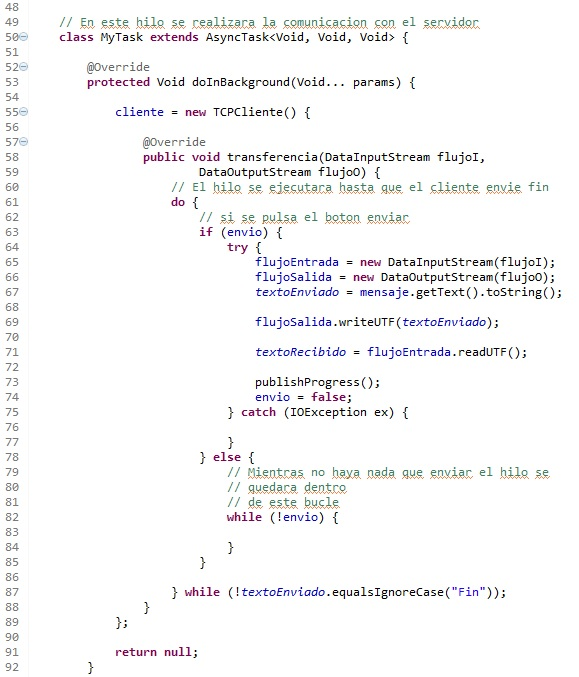 48
49 // En este hilo se realizara la comunicacion con el servidor
50 class MyTask extends AsyncTask<Void, Void, Void> {
51
52 @Override
53 protected Void doInBackground(Void... params) {
54
55 cliente = new TCPCliente() {
56
57 @Override
58 public void transferencia(DataInputStream flujoI,
59 DataOutputStream flujoO) {
60 // El hilo se ejecutara hasta que el cliente envie fin
61 do {
62 // si se pulsa el boton enviar
63 if (envio) {
64 try {
65 flujoEntrada = new DataInputStream(flujoI);
66 flujoSalida = new DataOutputStream(flujoO);
67 textoEnviado = mensaje.getText().toString();
68
69 flujoSalida.writeUTF(textoEnviado);
70
71 textoRecibido = flujoEntrada.readUTF();
72
73 publishProgress();
74 envio = false;
75 } catch (IOException ex) {
76
77 }
78 } else {
79 // Mientras no haya nada que enviar el hilo se
80 // quedara dentro
81 // de este bucle
82 while (!envio) {
83
84 }
85 }
86
87 } while (!textoEnviado.equalsIgnoreCase("Fin"));
88 }
89 };
90
91 return null;
92 }